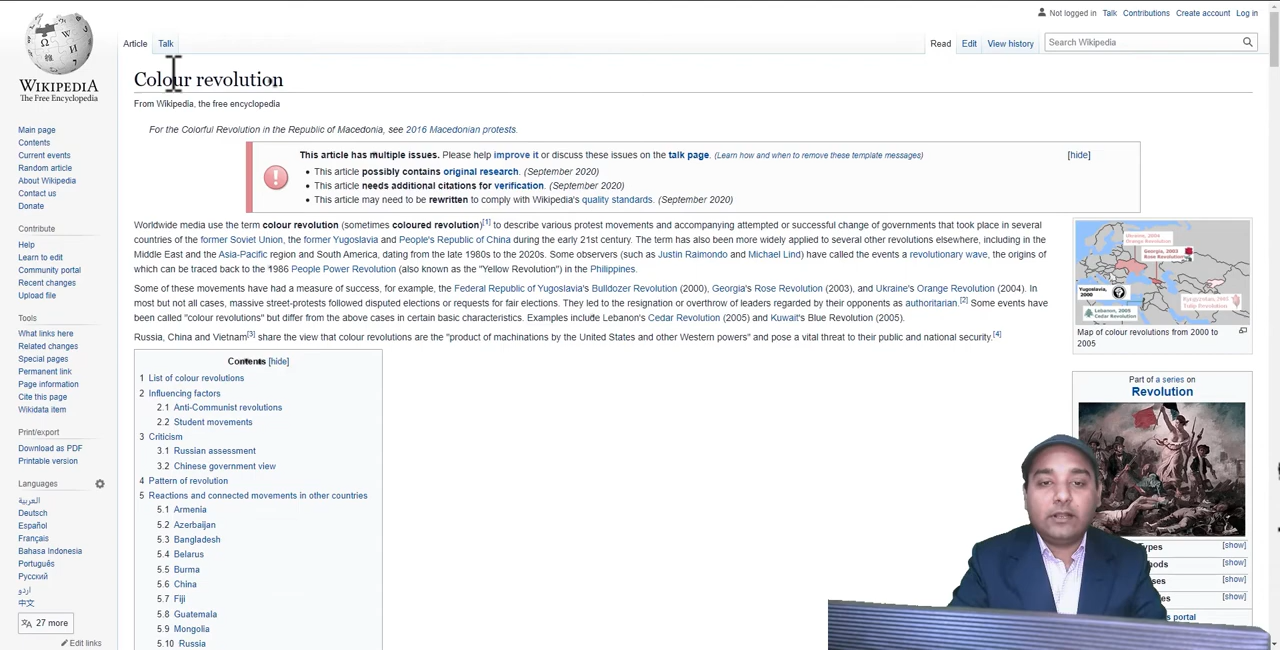 Not logged in Talk Contributions Create account Log in
Article Talk Read Edit View history Search Wikipedia
WIKIPEDIA
The Free Encyclopedia
Colour revolution
From Wikipedia, the free encyclopedia
For the Colorful Revolution in the Republic of Macedonia, see 2016 Macedonian protests.
This article has multiple issues. Please help improve it or discuss these issues on the talk page. (Learn how and when to remove these template messages) [hide]
• This article possibly contains original research. (September 2020)
• This article needs additional citations for verification. (September 2020)
• This article may need to be rewritten to comply with Wikipedia's quality standards. (September 2020)
Worldwide media use the term colour revolution (sometimes coloured revolution)[1] to describe various protest movements and accompanying attempted or successful change of governments that took place in several
countries of the former Soviet Union, the former Yugoslavia and People's Republic of China during the early 21st century. The term has also been more widely applied to several other revolutions elsewhere, including in the
Middle East and the Asia-Pacific region and South America, dating from the to the 2020s. Some observers (such as Justin Raimondo and Michael Lind) have called the events a revolutionary wave, the origins of
which can be traced back to the 1986 People Power Revolution (also known as the "Yellow Revolution") in the Philippines.
Some of these movements have had a measure of success, for example, the Federal Republic of Yugoslavia's Bulldozer Revolution (2000), Georgia's Rose Revolution (2003), and Ukraine's Orange Revolution (2004). In
most but not all cases, massive street-protests followed disputed elections or requests for fair elections. They led to the resignation or overthrow of leaders regarded by their opponents as authoritarian.[2] Some events have
been called "colour revolutions" but differ from the above cases in certain basic characteristics. Examples include Lebanon's Cedar Revolution (2005) and Kuwait's Blue Revolution (2005).
Russia, China and Vietnam[3] share the view that colour revolutions are the "product of machinations by the United States and other Western powers" and pose a vital threat to their public and national security.[4]
Contents [hide]
1 List of colour revolutions
2 Influencing factors
2.1 Anti-Communist revolutions
2.2 Student movements
3 Criticism
3.1 Russian assessment
3.2 Chinese government view
4 Pattern of revolution
5 Reactions and connected movements in other countries
5.1 Armenia
5.2 Azerbaijan
5.3 Bangladesh
5.4 Belarus
5.5 Burma
5.6 China
5.7 Fiji
5.8 Guatemala
5.9 Mongolia
5.10 Russia
Main page
Contents
Current events
Random article
About Wikipedia
Contact us
Donate
Contribute
Help
Learn to edit
Community portal
Recent changes
Upload file
Tools
What links here
Related changes
Special pages
Permanent link
Page information
Cite this page
Wikidata item
Print/export
Download as PDF
Printable version
Languages
العربية
Deutsch
Español
Français
Bahasa Indonesia
Português
Русский
اردو
中文
27 more
Edit links
Ukraine, 2004
Orange Revolution
Georgia, 2003
Rose Revolution
Yugoslavia,
2000
Kyrgyzstan, 2005
Tulip Revolution
Lebanon, 2005
Cedar Revolution
Map of colour revolutions from 2000 to
2005
Part of a series on
Revolution
[show]
[show]
[show]
[show]
portal